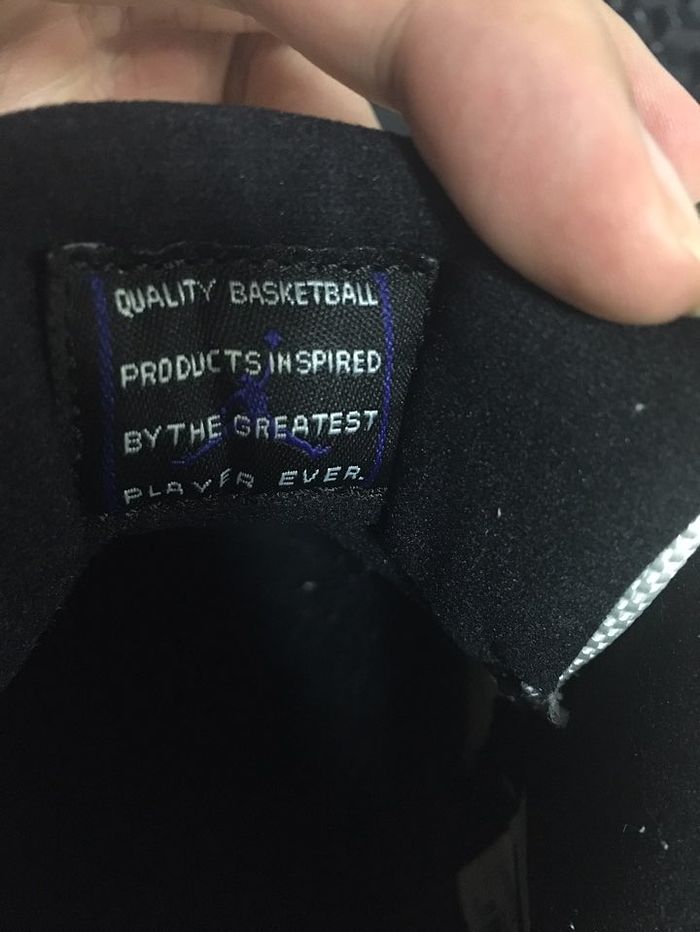 QUALITY BASKETBALL
PRODUCTS INSPIRED
BY THE GREATEST
PLAYER EVER.